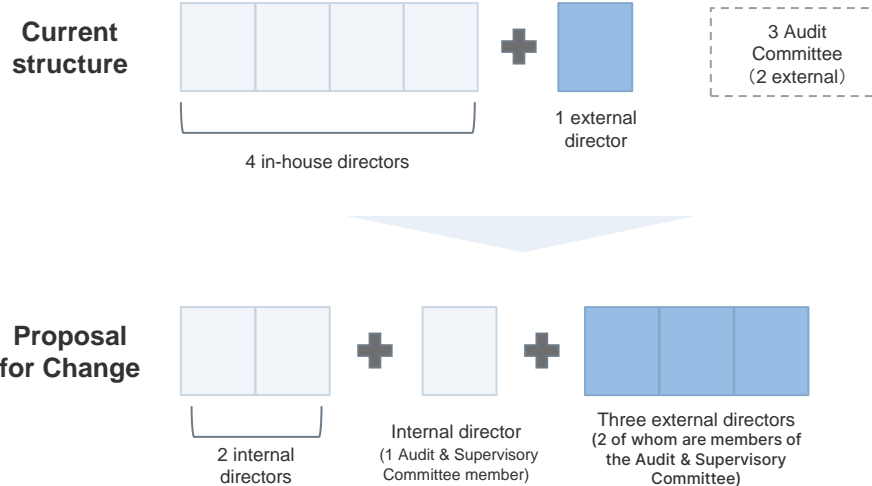 Current
structure
3 Audit
Committee
（2 external）
1 external
director
4 in-house directors
Proposal
for Change
2 internal
directors
Internal director
(1 Audit & Supervisory
Committee member)
Three external directors
(2 of whom are members of
the Audit & Supervisory
Committee)